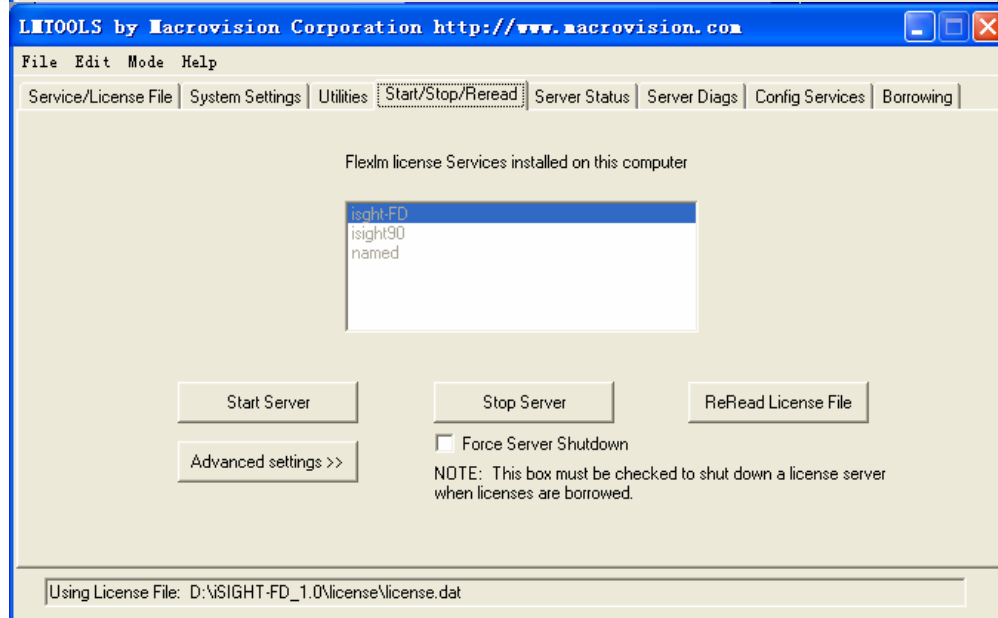 LMTOOLS by Macrovision Corporation http://www.macrovision.com
File Edit Mode Help
Service/License File System Settings Utilities Start/Stop/Reread Server Status Server Diags Config Services Borrowing
Flexlm license Services installed on this computer
isght-FD
isight90
named
Start Server Stop Server ReRead License File
Force Server Shutdown
Advanced settings >>
NOTE: This box must be checked to shut down a license server
when licenses are borrowed.
Using License File: D:\iSIGHT-FD_1.0\license\license.dat